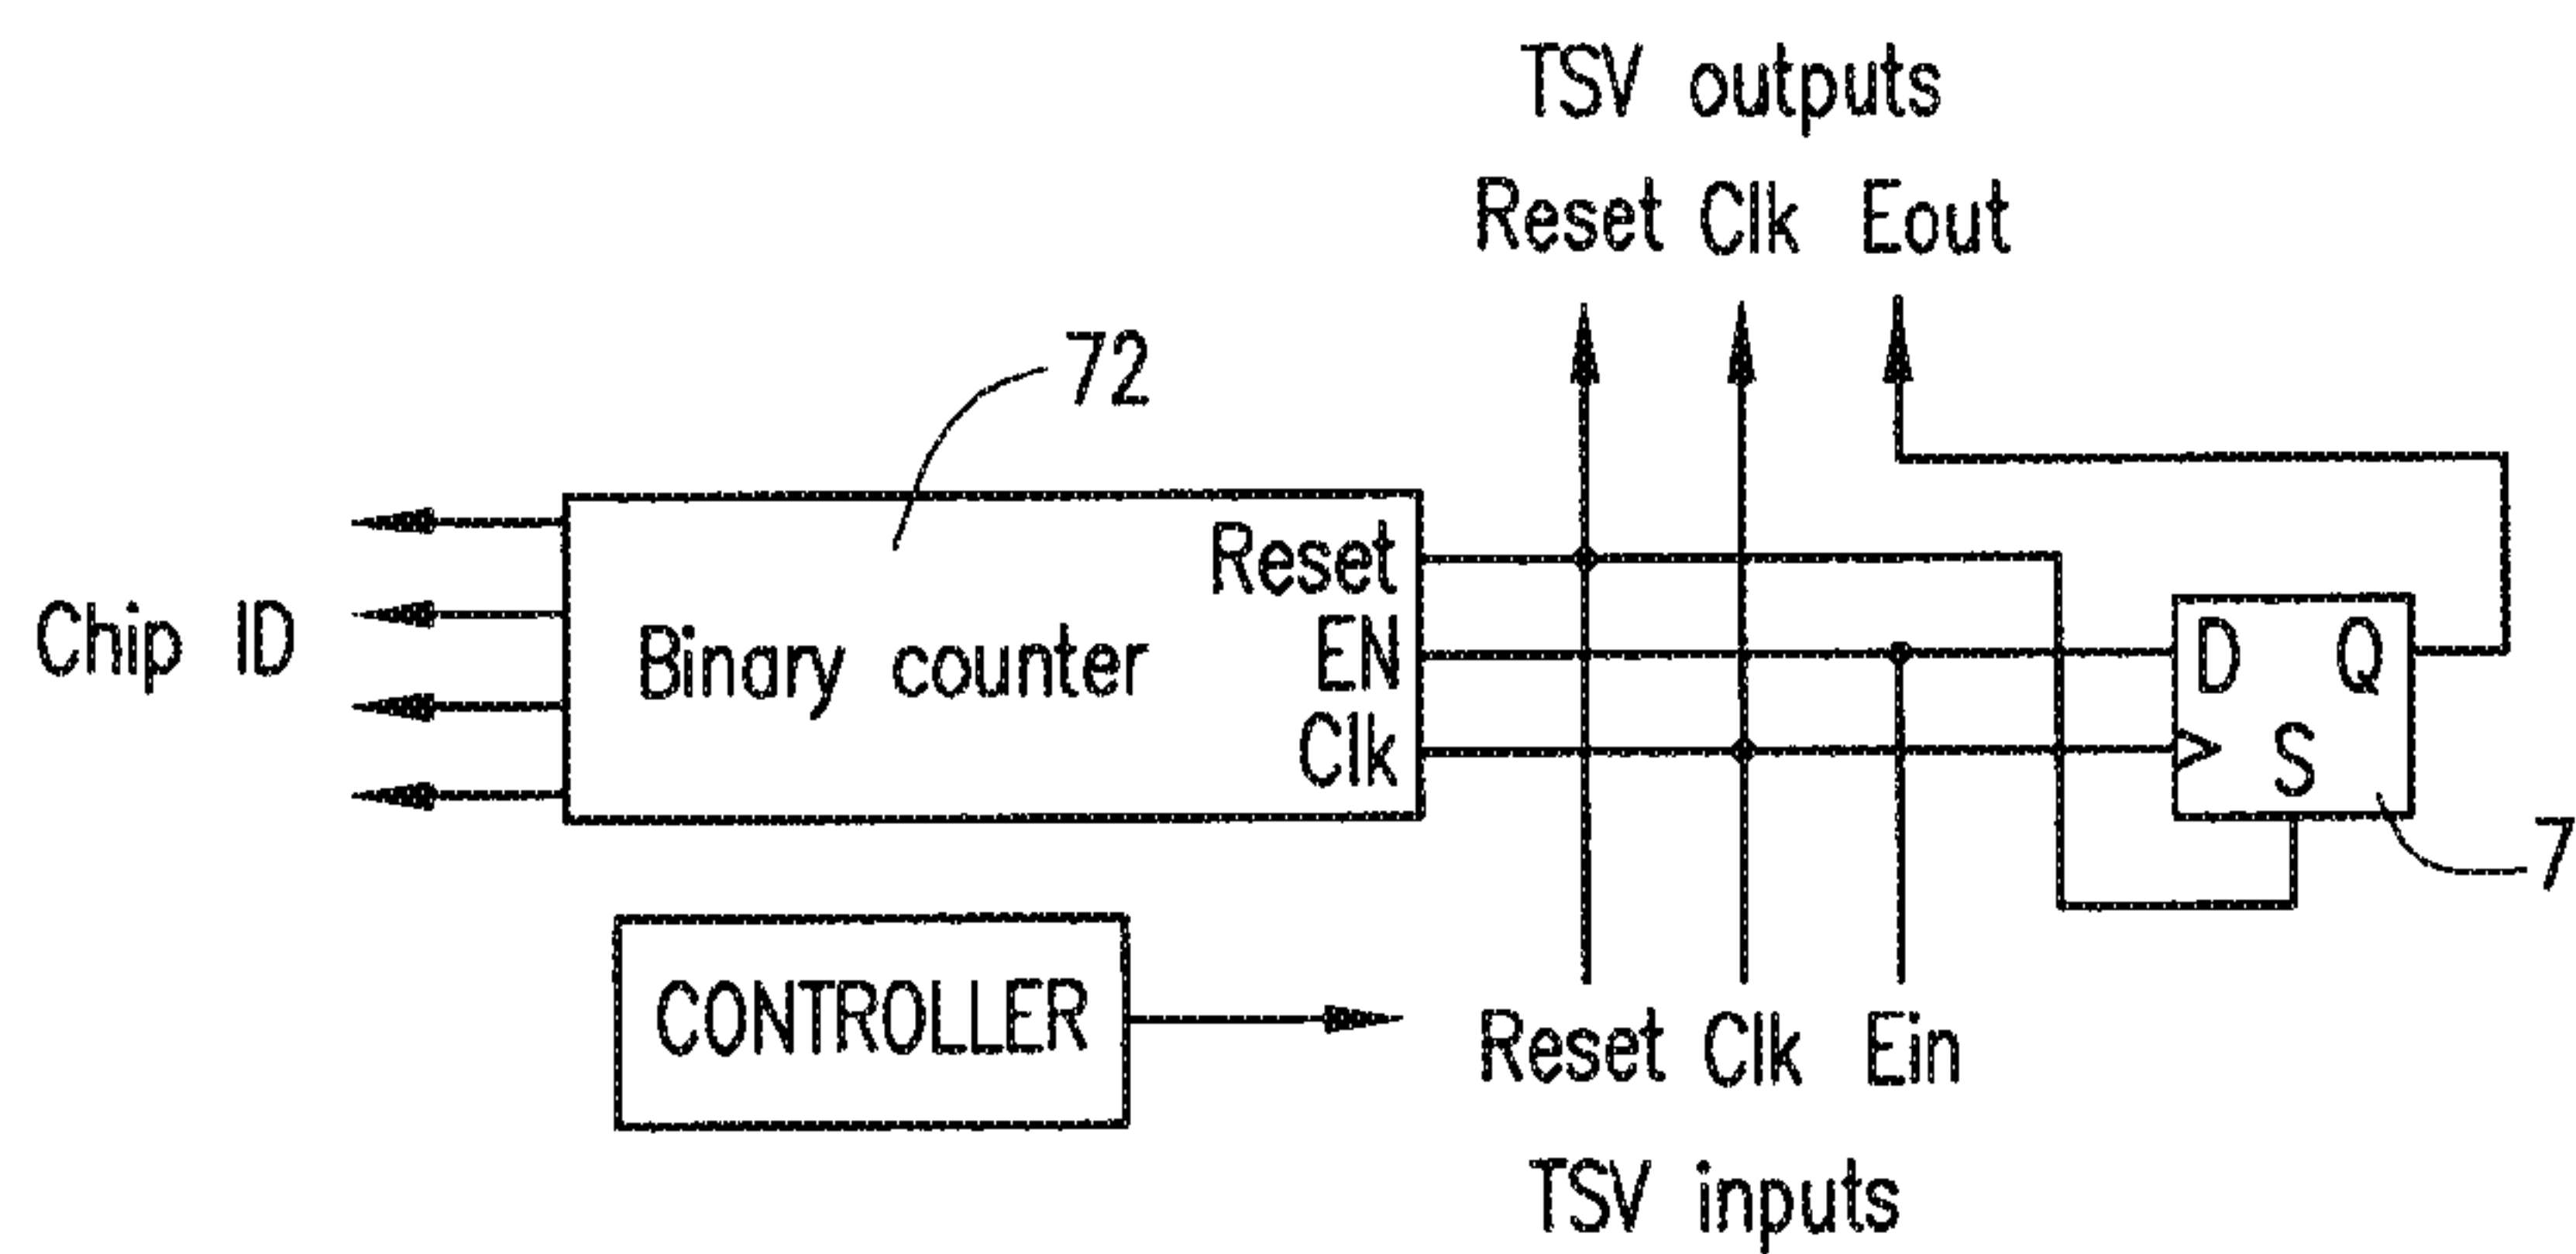 TSV outputs
Reset Clk Eout
72
Chip ID
Binary counter
Reset
EN
Clk
D Q
S
7
CONTROLLER
Reset Clk Ein
TSV inputs